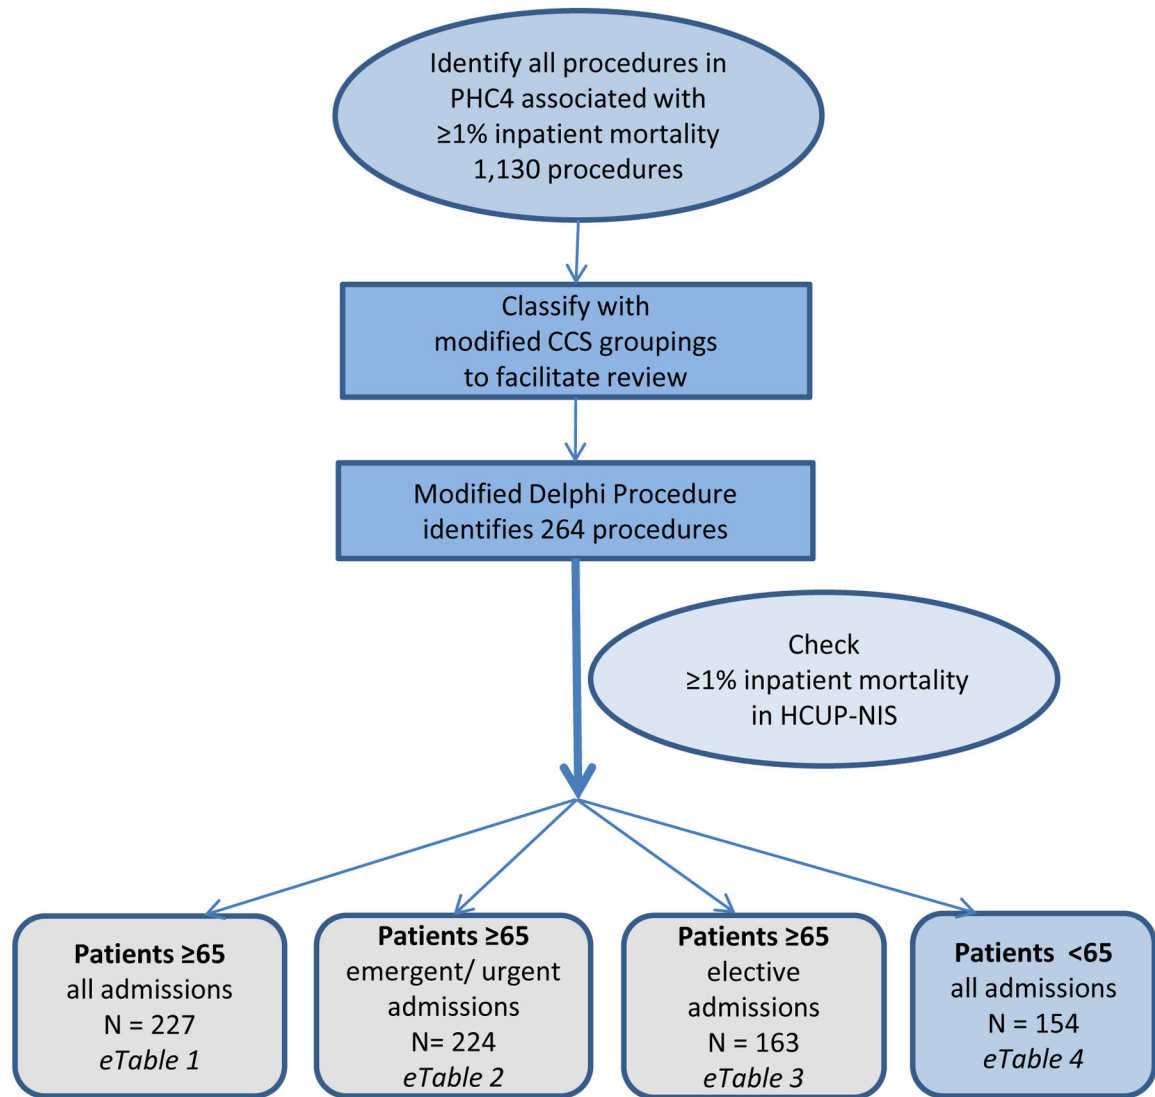 Identify all procedures in
PHC4 associated with
≥1% inpatient mortality
1,130 procedures
Classify with
modified CCS groupings
to facilitate review
Modified Delphi Procedure
identifies 264 procedures
Check
≥1% inpatient mortality
in HCUP-NIS
Patients ≥65
all admissions
N = 227
eTable 1
Patients ≥65
emergent/ urgent
admissions
N= 224
eTable 2
Patients ≥65
elective
admissions
N = 163
eTable 3
Patients <65
all admissions
N = 154
eTable 4